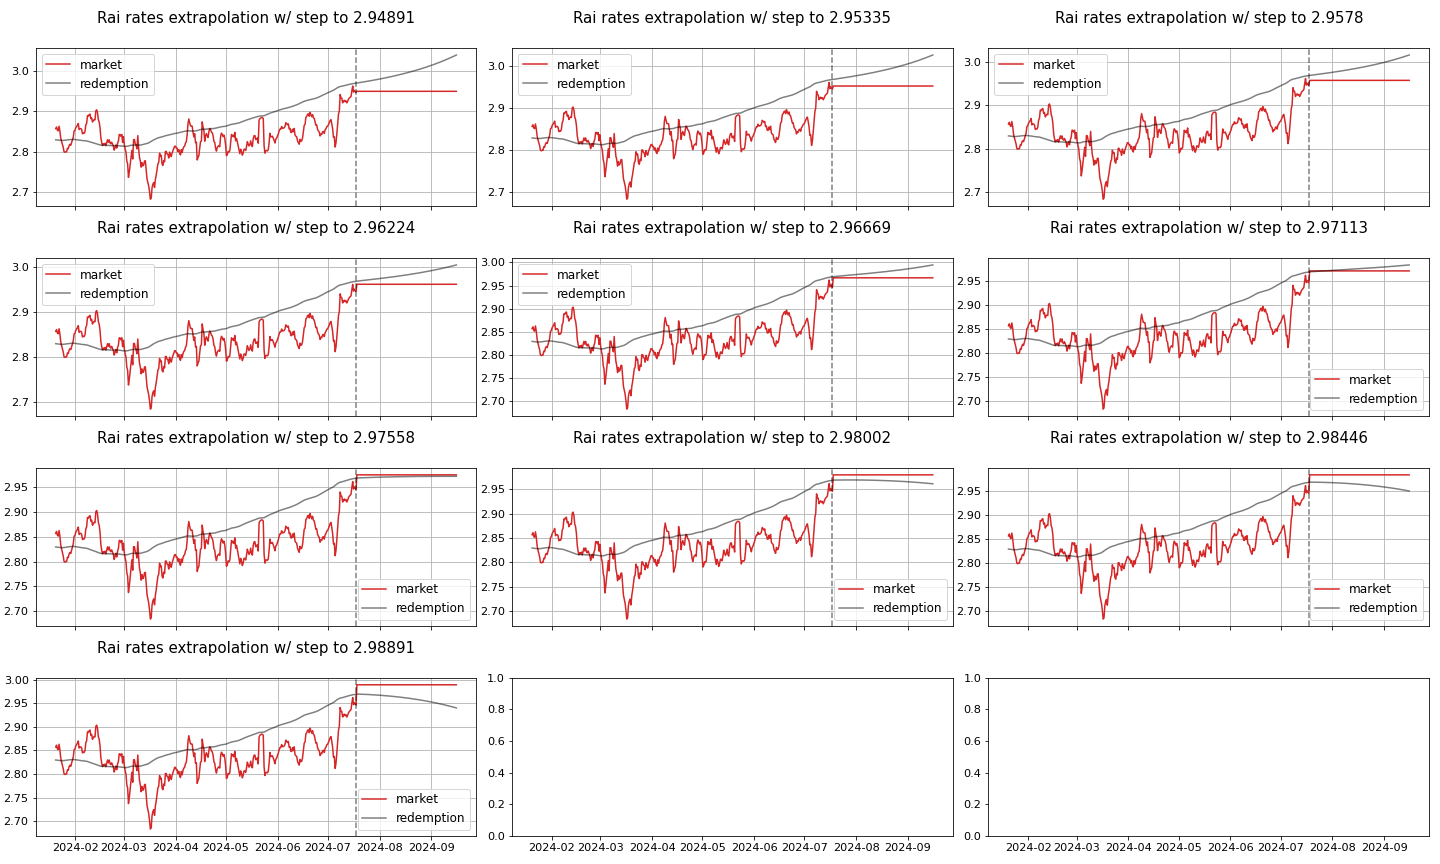 Rai rates extrapolation w/ step to 2.94891
Rai rates extrapolation w/ step to 2.95335
Rai rates extrapolation w/ step to 2.9578
market
redemption
3.0
2.9
2.8
2.7
market
redemption
3.0
2.9
2.8
2.7
market
redemption
3.0
2.9
2.8
2.7
Rai rates extrapolation w/ step to 2.96224
Rai rates extrapolation w/ step to 2.96669
Rai rates extrapolation w/ step to 2.97113
market
redemption
3.0
2.9
2.8
2.7
market
redemption
3.00
2.95
2.90
2.85
2.80
2.75
2.70
2.95
2.90
2.85
2.80
2.75
2.70
market
redemption
Rai rates extrapolation w/ step to 2.97558
Rai rates extrapolation w/ step to 2.98002
Rai rates extrapolation w/ step to 2.98446
2.95
2.90
2.85
2.80
2.75
2.70
market
redemption
2.95
2.90
2.85
2.80
2.75
2.70
market
redemption
2.95
2.90
2.85
2.80
2.75
2.70
market
redemption
Rai rates extrapolation w/ step to 2.98891
3.00
2.95
2.90
2.85
2.80
2.75
2.70
market
redemption
2024-02 2024-03 2024-04 2024-05 2024-06 2024-07 2024-08 2024-09
1.0
0.8
0.6
0.4
0.2
0.0
2024-02 2024-03 2024-04 2024-05 2024-06 2024-07 2024-08 2024-09
1.0
0.8
0.6
0.4
0.2
0.0
2024-02 2024-03 2024-04 2024-05 2024-06 2024-07 2024-08 2024-09